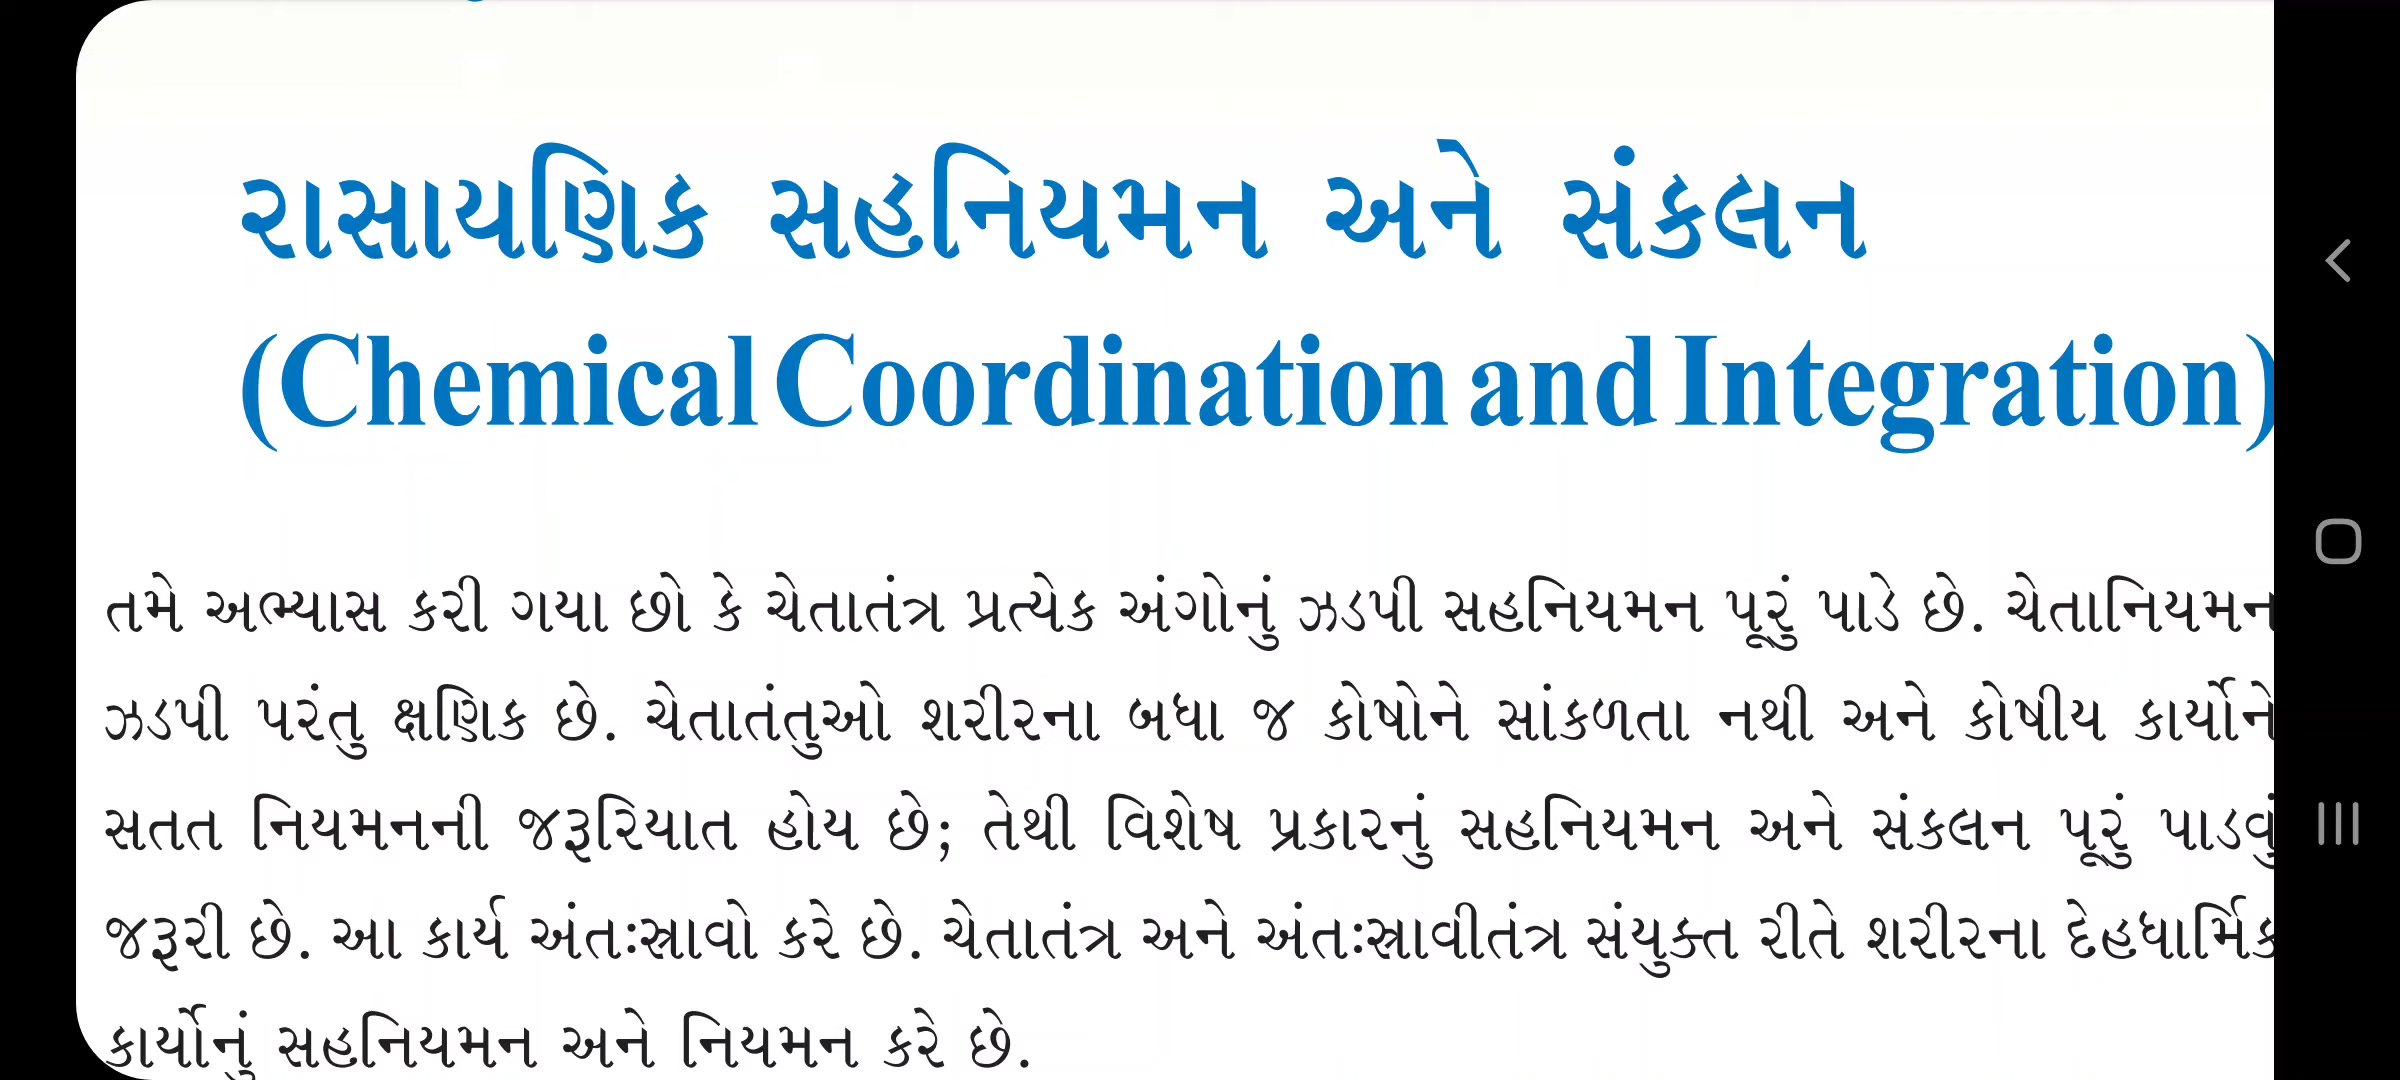 રાસાયણિક સહનિયમન અને સંકલન
(Chemical Coordination and Integration)
તમે અભ્યાસ કરી ગયા છો કે ચેતાતંત્ર પ્રત્યેક અંગોનું ઝડપી સહનિયમન પૂરું પાડે છે. ચેતાનિયમન
ઝડપી પરંતુ ક્ષણિક છે. ચેતાતંતુઓ શરીરના બધા જ કોષોને સાંકળતા નથી અને કોષીય કાર્યોને
સતત નિયમનની જરૂરિયાત હોય છે; તેથી વિશેષ પ્રકારનું સહનિયમન અને સંકલન પૂરું પાડવું
જરૂરી છે. આ કાર્ય અંતઃસ્રાવો કરે છે. ચેતાતંત્ર અને અંતઃસ્રાવીતંત્ર સંયુક્ત રીતે શરીરના દેહધાર્મિક
કાર્યોનું સહનિયમન અને નિયમન કરે છે.